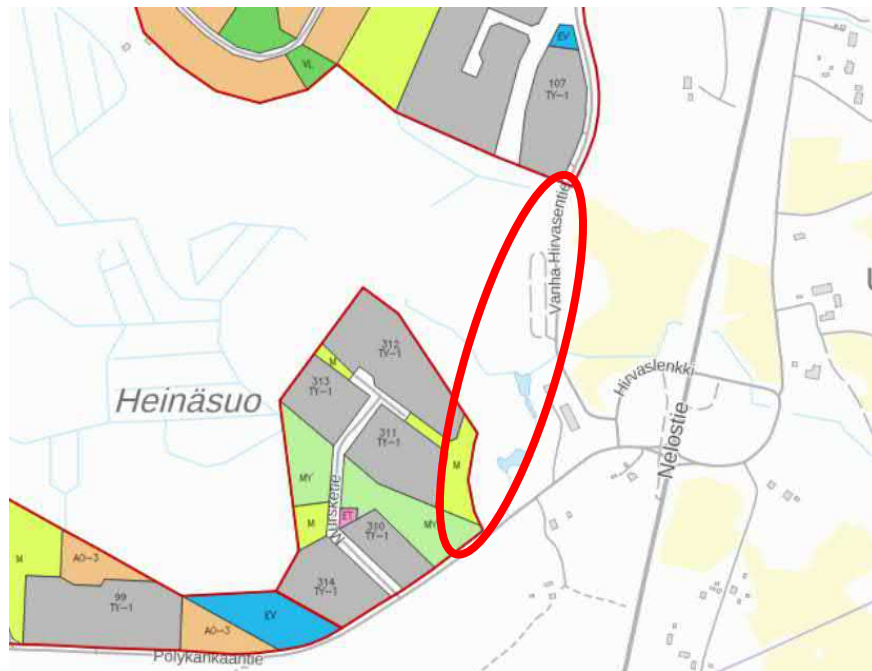 EV
VL
107
TY-1
Vanha-Hirvasentie
312
TY-1
M
313
TY-1
Heinäsuo
311
TY-1
Hirvaslenkki
Nelostie
M
MY
Mursketie
M
ET
310
TY-1
MY
M
AO-3
314
TY-1
99
TY-1
EV
AO-3
Pölykankaantie